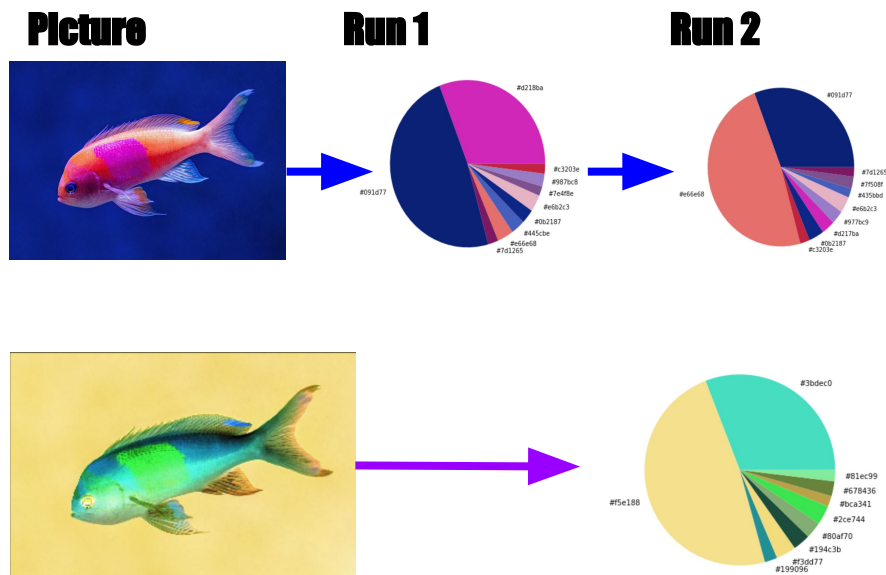 Picture
Run 1
Run 2
#d218ba
#091d77
#c3203e
#987bc8
#7e4f8e
#e6b2c3
#0b2187
#445cbe
#e66e68
#7d1265
#091d77
#e66e68
#7d1265
#7f508f
#435bbd
#e6b2c3
#977bc9
#d217ba
#0b2187
#c3203e
#3bdec0
#f5e188
#81ec99
#678436
#bca341
#2ce744
#80af70
#194c3b
#f3dd77
#199096